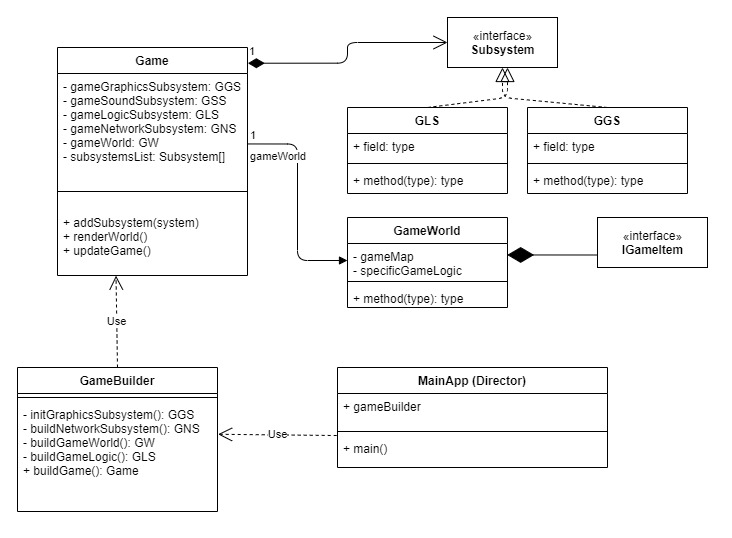 Game
- gameGraphicsSubsystem: GGS
- gameSoundSubsystem: GSS
- gameLogicSubsystem: GLS
- gameNetworkSubsystem: GNS
- gameWorld: GW
- subsystemsList: Subsystem[]
+ addSubsystem(system)
+ renderWorld()
+ updateGame()
1
1
gameWorld
«interface»
Subsystem
GLS
+ field: type
+ method(type): type
GGS
+ field: type
+ method(type): type
GameWorld
- gameMap
- specificGameLogic
+ method(type): type
«interface»
IGameItem
Use
GameBuilder
- initGraphicsSubsystem(): GGS
- buildNetworkSubsystem(): GNS
- buildGameWorld(): GW
- buildGameLogic(): GLS
+ buildGame(): Game
Use
MainApp (Director)
+ gameBuilder
+ main()